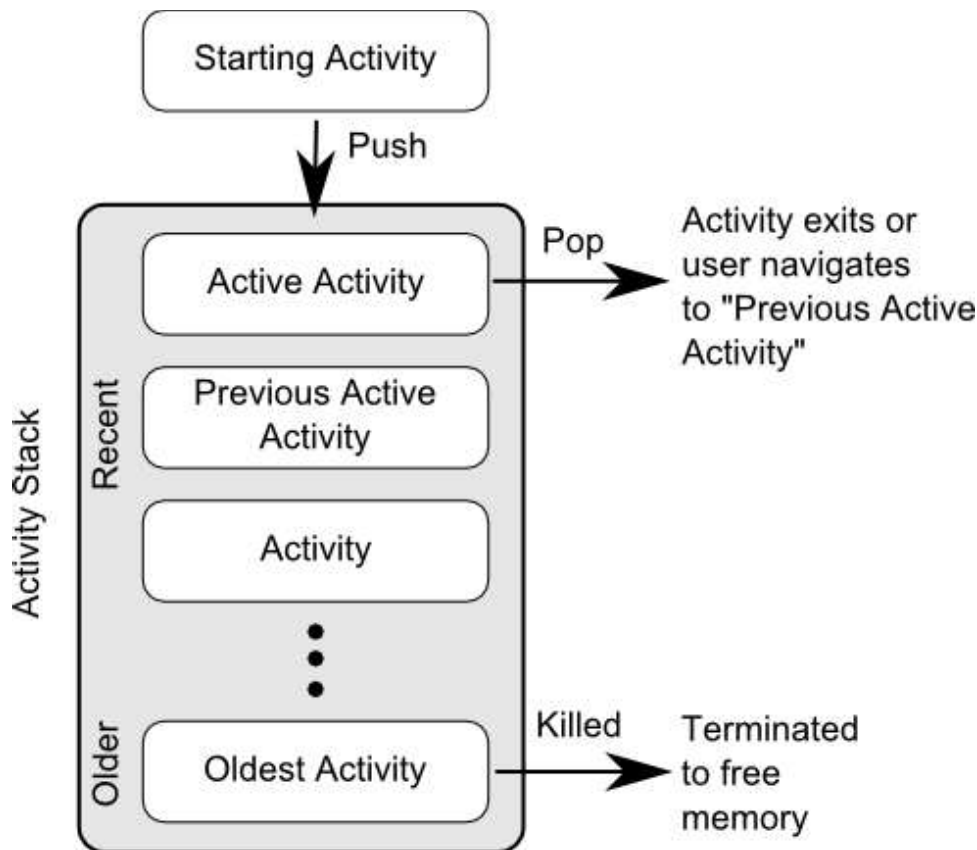 Starting Activity
Push
Active Activity
Pop
Activity exits or
user navigates
to "Previous Active
Activity"
Activity Stack
Recent
Previous Active
Activity
Activity
Older
Oldest Activity
Killed
Terminated
to free
memory